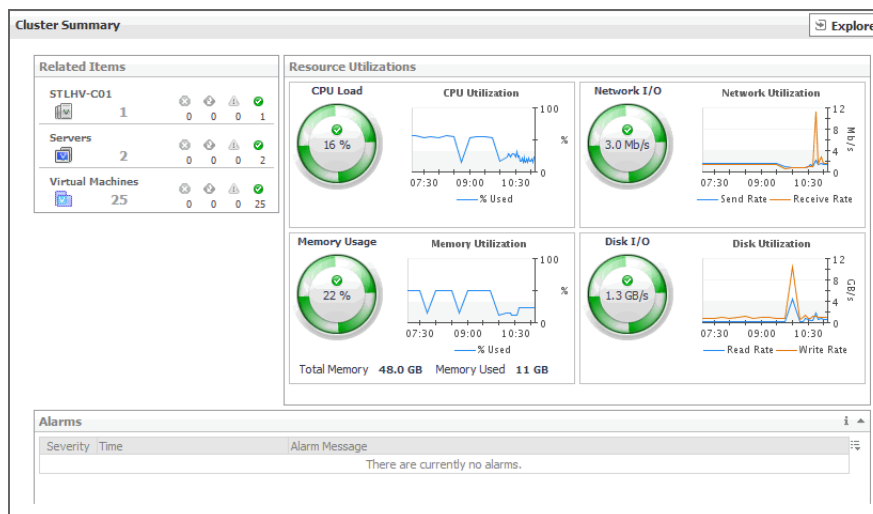 Cluster Summary
Explore
Related Items
STLHV-C01
1
0 0 0 1
Servers
2
0 0 0 2
Virtual Machines
25
0 0 0 25
Resource Utilizations
CPU Load
16 %
CPU Utilization
100
%
0
07:30 09:00 10:30
% Used
Network I/O
3.0 Mb/s
Network Utilization
12
8
4
0
Mb/s
07:30 09:00 10:30
Send Rate Receive Rate
Memory Usage
22 %
Memory Utilization
100
%
0
07:30 09:00 10:30
% Used
Total Memory 48.0 GB Memory Used 11 GB
Disk I/O
1.3 GB/s
Disk Utilization
12
8
4
0
GB/s
07:30 09:00 10:30
Read Rate Write Rate
Alarms
Severity Time Alarm Message
There are currently no alarms.